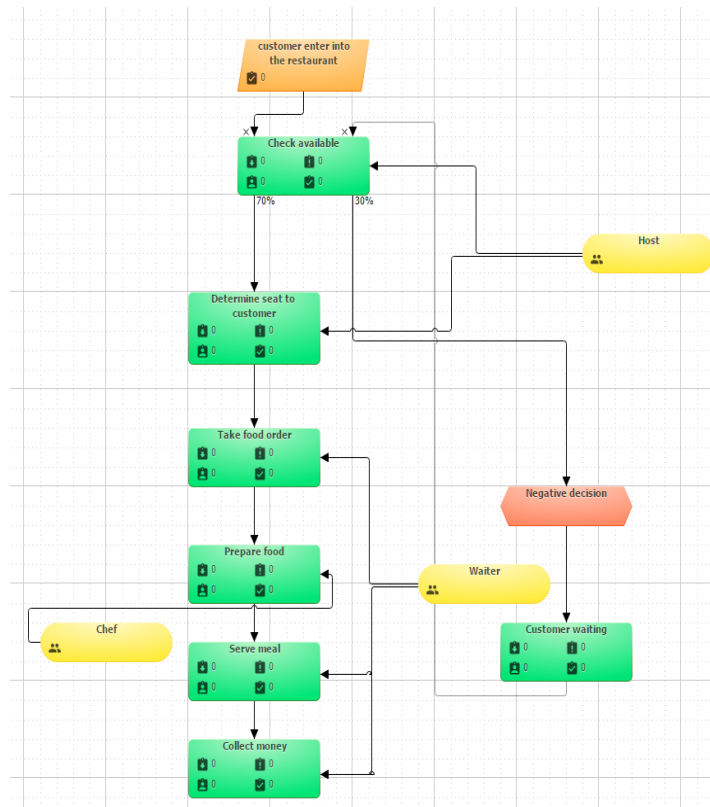 customer enter into
the restaurant
0
X
X
Check available
0
0
0
0
70%
30%
Host
Determine seat to
customer
0
0
0
0
Take food order
0
0
0
0
Negative decision
Prepare food
0
0
0
0
Waiter
Chef
Customer waiting
0
0
0
0
Serve meal
0
0
0
0
Collect money
0
0
0
0